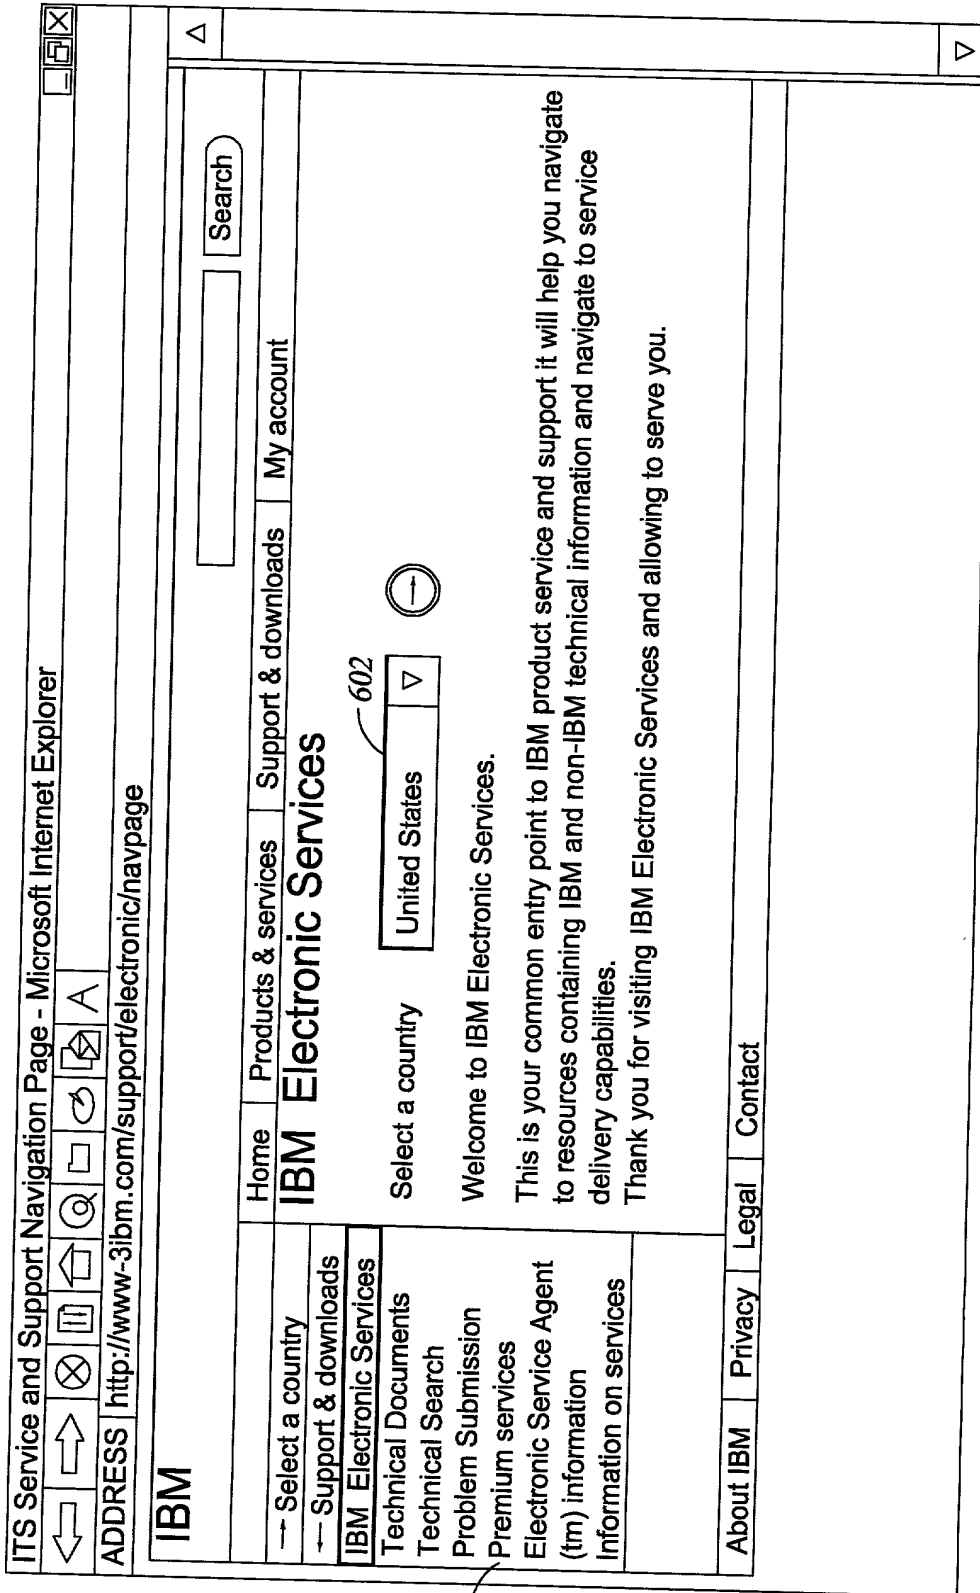 ITS Service and Support Navigation Page - Microsoft Internet Explorer
A
ADDRESS http://www-3ibm.com/support/electronic/navpage
IBM
Search
Home Products & services Support & downloads My account
→ Select a country
← Support & downloads
IBM Electronic Services
Technical Documents
Technical Search
Problem Submission
Premium services
Electronic Service Agent
(tm) information
Information on services
IBM Electronic Services
602
Select a country United States
Welcome to IBM Electronic Services.
This is your common entry point to IBM product service and support it will help you navigate
to resources containing IBM and non-IBM technical information and navigate to service
delivery capabilities.
Thank you for visiting IBM Electronic Services and allowing to serve you.
About IBM Privacy Legal Contact